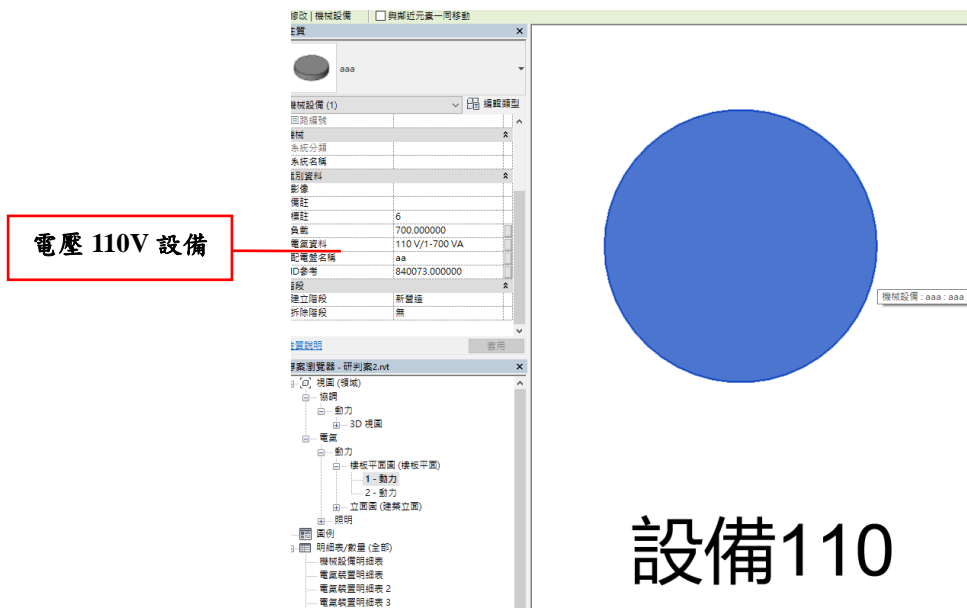 修改 | 機械設備 與鄰近元素一同移動
性質
aaa
機械設備 (1) 編輯類型
回路編號
機械
系統分類
系統名稱
識別資料
影像
備註
標註 6
負載 700.000000
電氣資料 110 V/1-700 VA
配電盤名稱 aa
ID參考 840073.000000
階段
建立階段 新營造
拆除階段 無
性質說明 套用
專案瀏覽器 - 研判案2.rvt
視圖 (領域)
協調
動力
3D 視圖
電氣
動力
樓板平面圖 (樓板平面)
1 - 動力
2 - 動力
立面圖 (建築立面)
照明
圖例
明細表/數量 (全部)
機械設備明細表
電氣裝置明細表
電氣裝置明細表 2
電氣裝置明細表 3
電壓 110V 設備
機械設備 : aaa : aaa
設備110